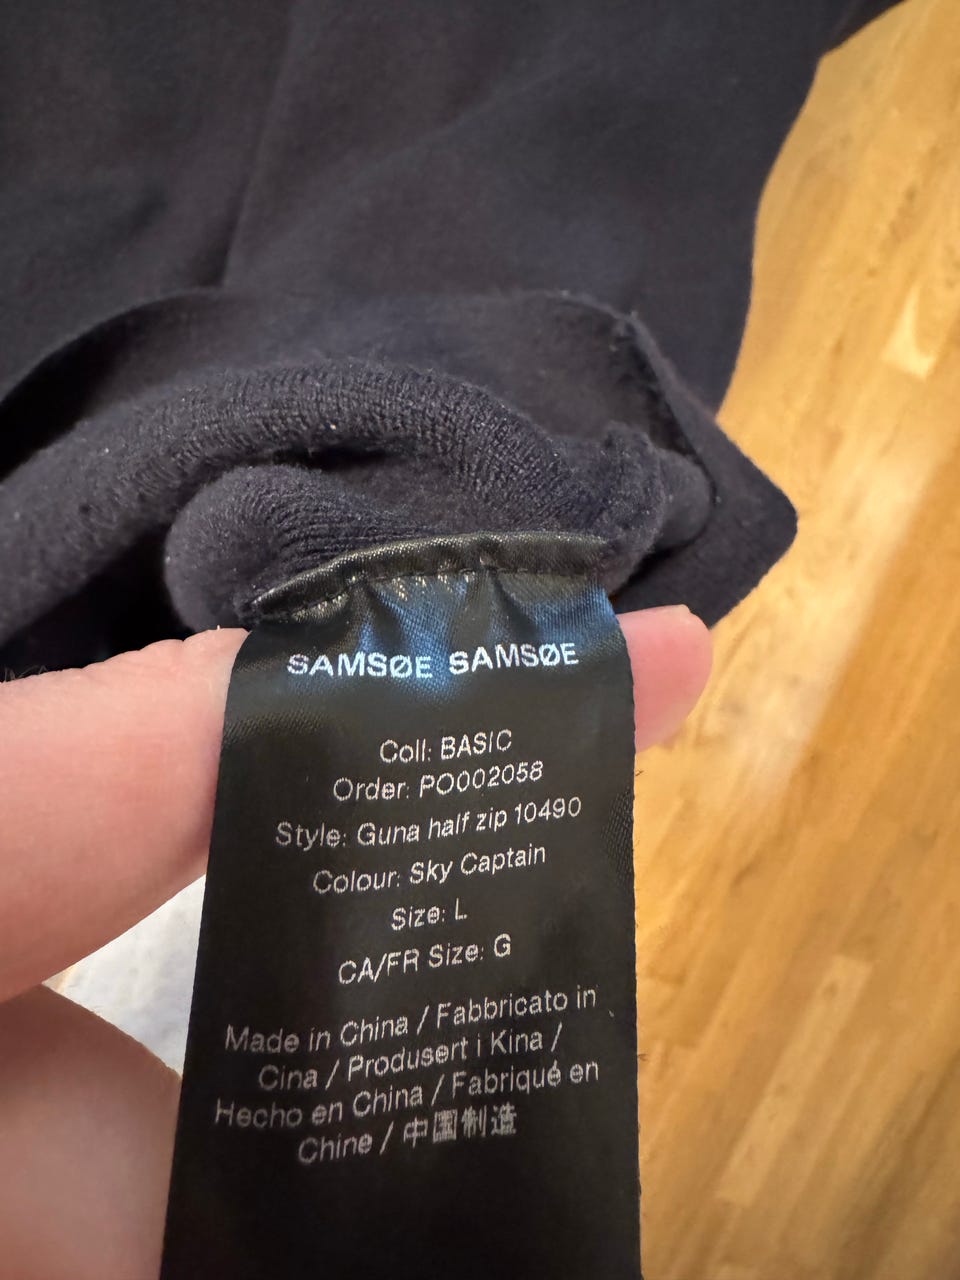 SAMSØE SAMSØE
Coll: BASIC
Order: PO002058
Style: Guna half zip 10490
Colour: Sky Captain
Size: L
CA/FR Size: G
Made in China / Fabbricato in
Cina / Produsert i Kina /
Hecho en China / Fabriqué en
Chine / 中国制造